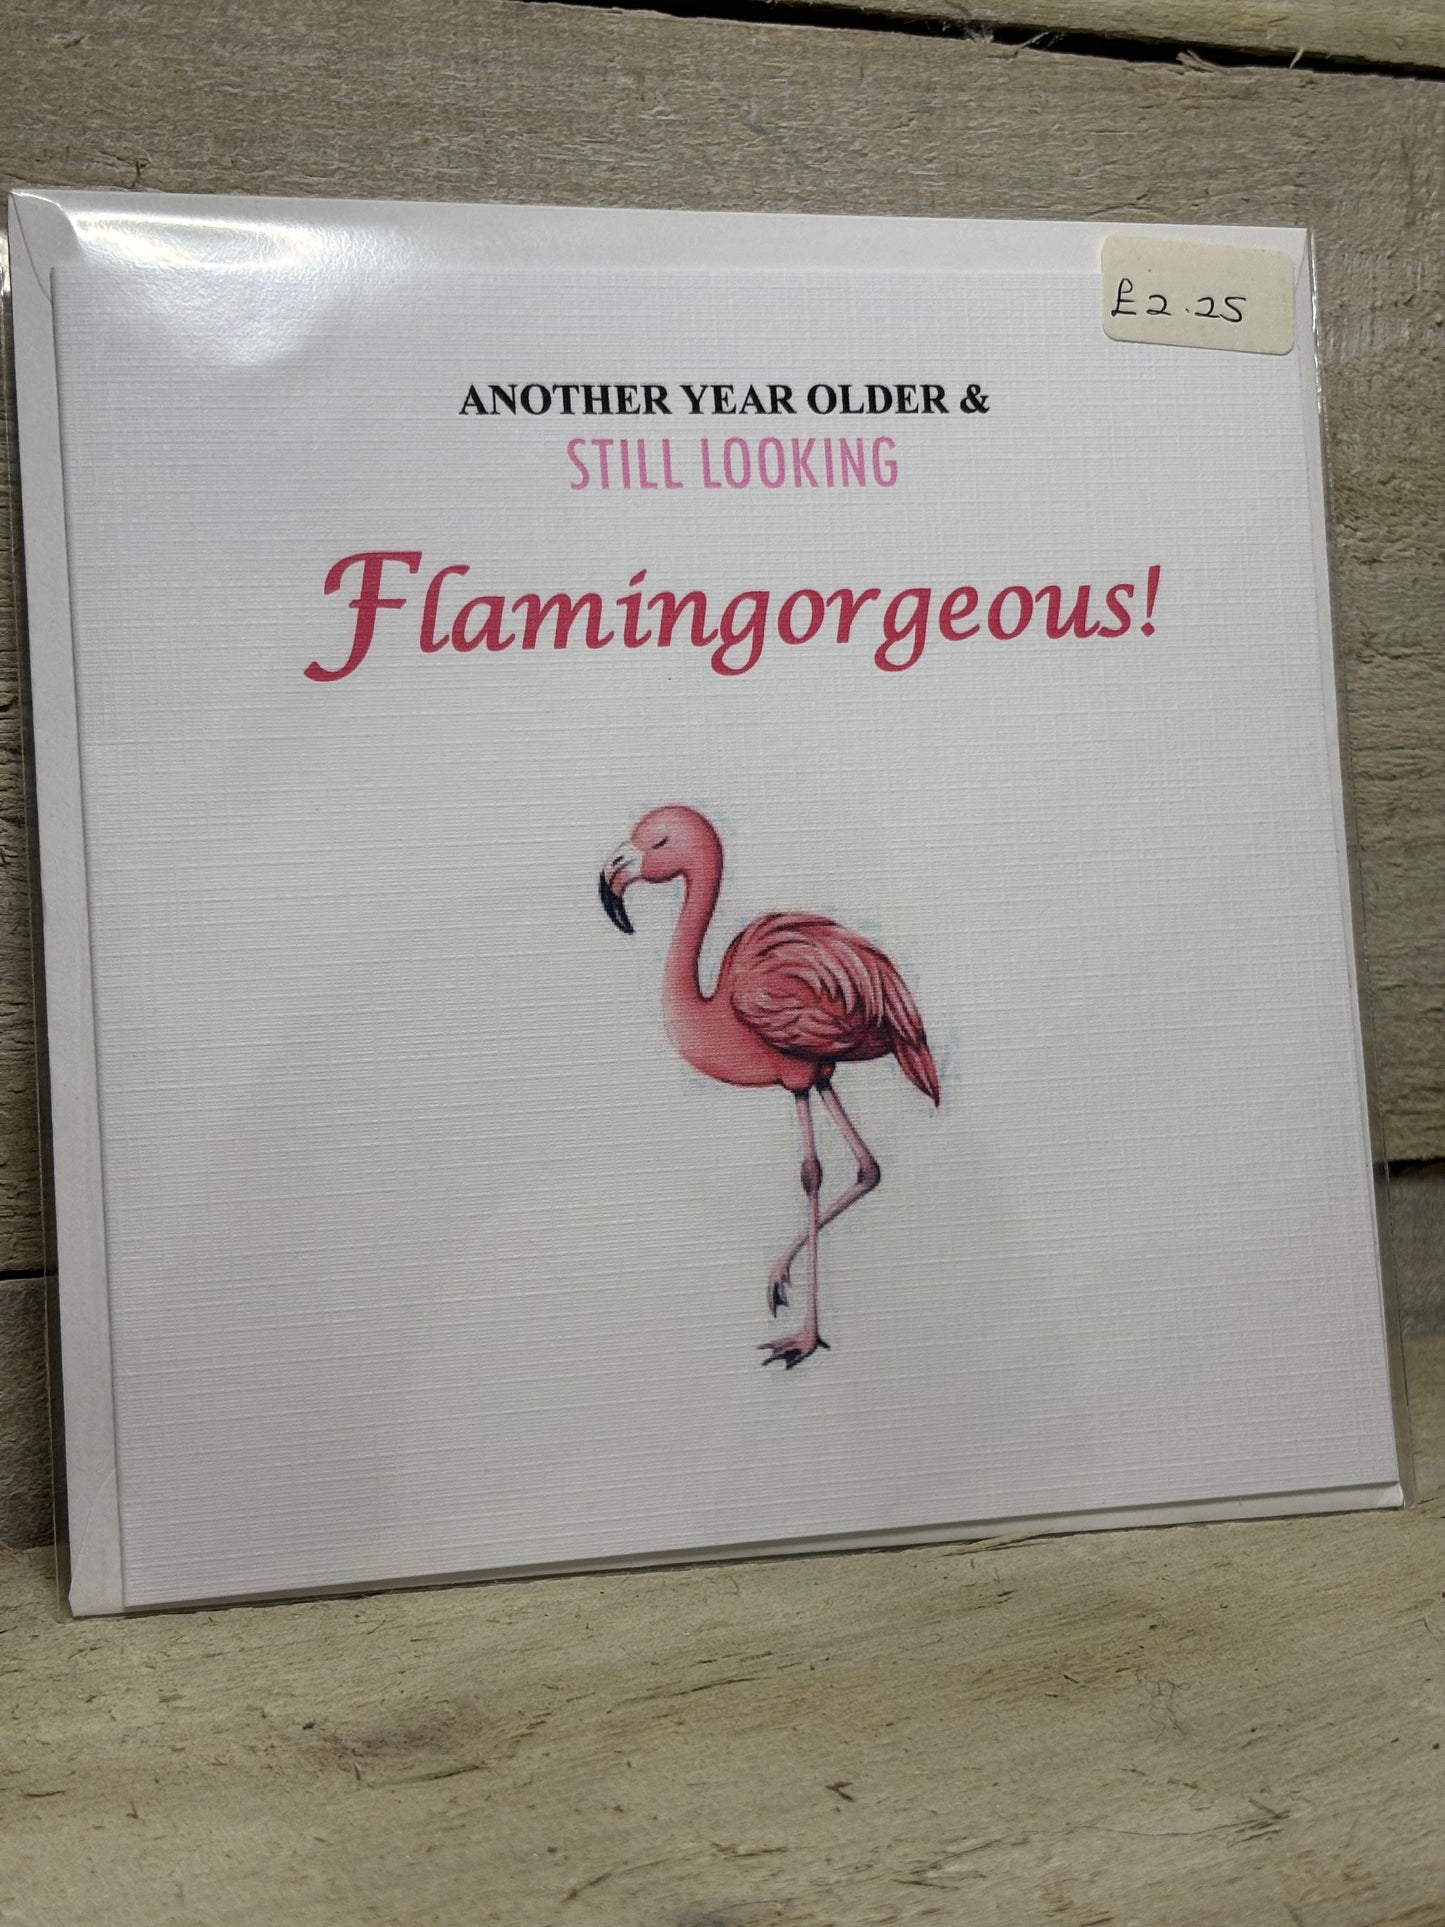 £2.25
ANOTHER YEAR OLDER &
STILL LOOKING
Flamingorgeous!